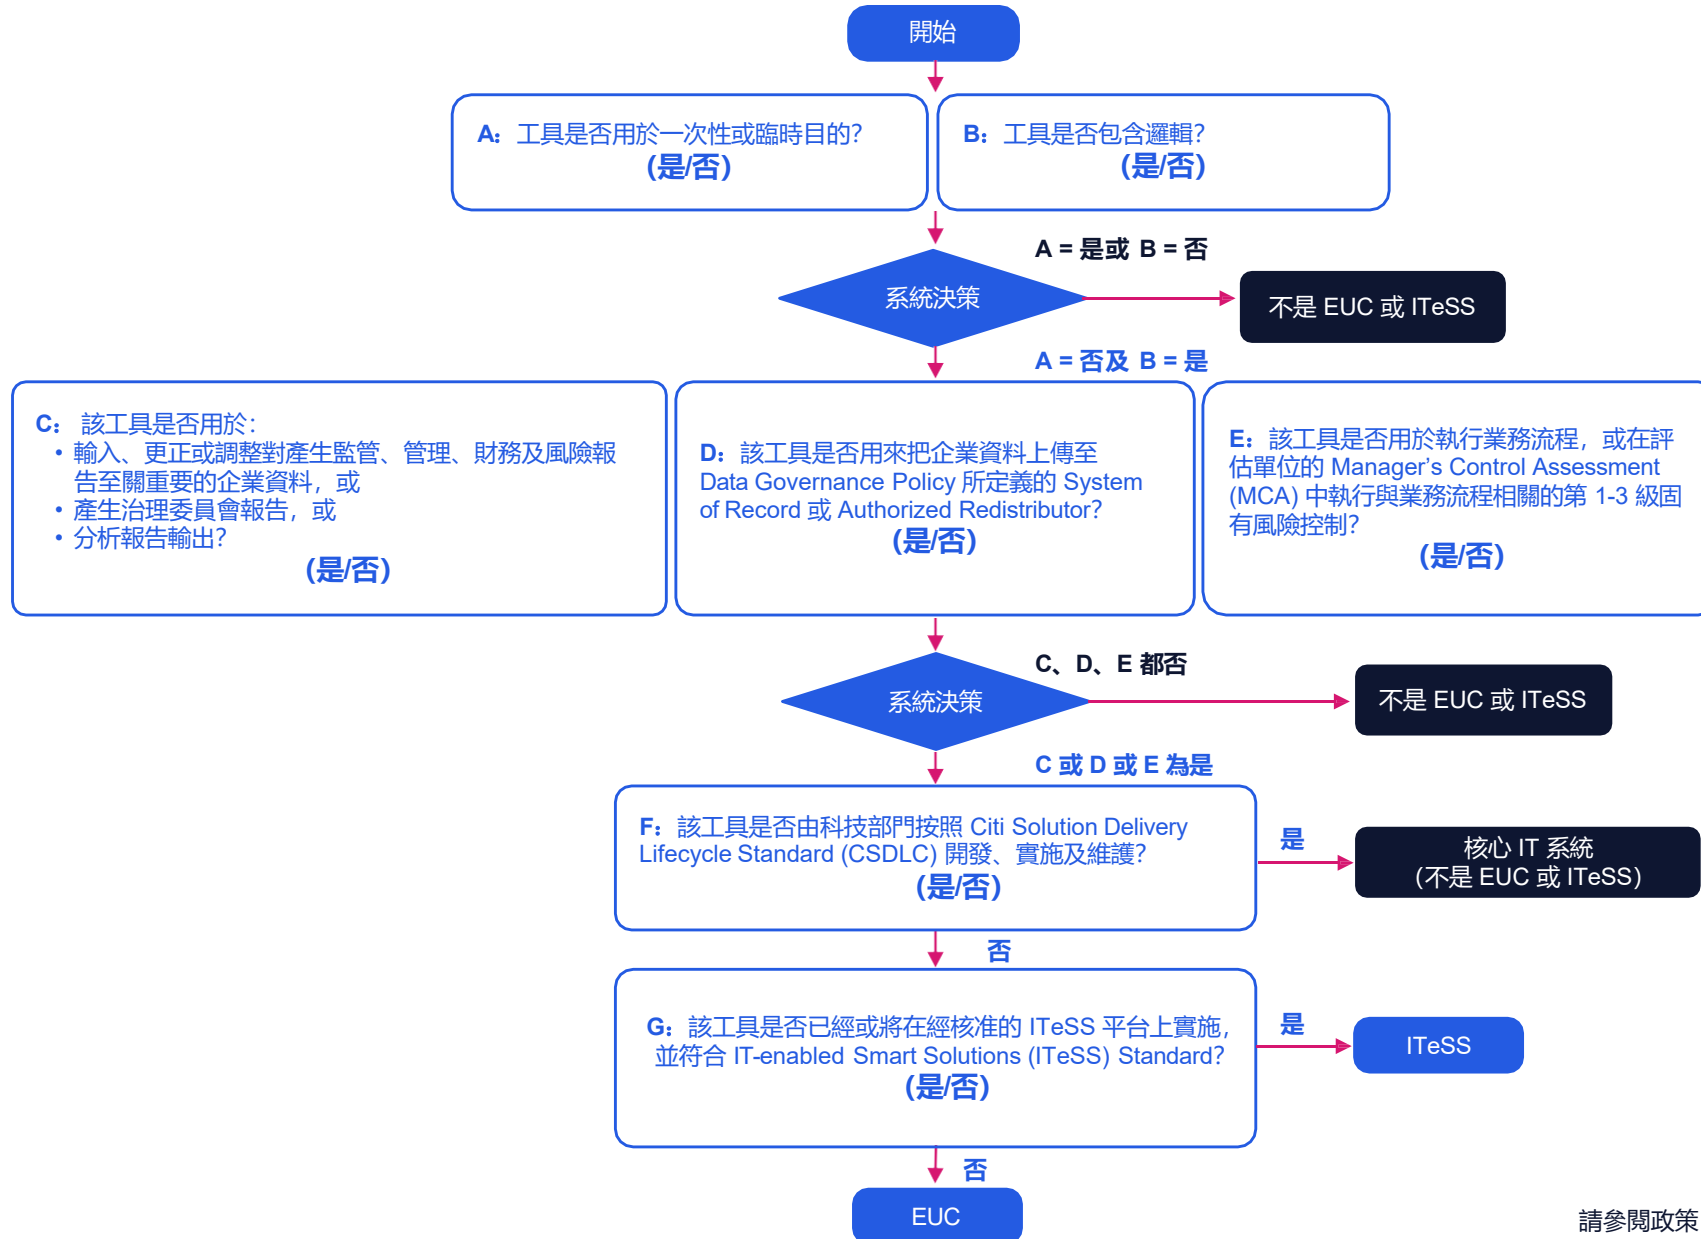 開始
A：工具是否用於一次性或臨時目的？
（是/否）
B：工具是否包含邏輯？
（是/否）
A = 是或 B = 否
系統決策
不是 EUC 或 ITeSS
A = 否及 B = 是
C： 該工具是否用於：
• 輸入、更正或調整對產生監管、管理、財務及風險報
告至關重要的企業資料，或
• 產生治理委員會報告，或
• 分析報告輸出？
（是/否）
D：該工具是否用來把企業資料上傳至
Data Governance Policy 所定義的 System
of Record 或 Authorized Redistributor？
（是/否）
E：該工具是否用於執行業務流程，或在評
估單位的 Manager’s Control Assessment
(MCA) 中執行與業務流程相關的第 1-3 級固
有風險控制？
（是/否）
C、D、E 都否
系統決策
不是 EUC 或 ITeSS
C 或 D 或 E 為是
F：該工具是否由科技部門按照 Citi Solution Delivery
Lifecycle Standard (CSDLC) 開發、實施及維護？
（是/否）
是
核心 IT 系統
（不是 EUC 或 ITeSS）
否
G：該工具是否已經或將在經核准的 ITeSS 平台上實施，
並符合 IT-enabled Smart Solutions (ITeSS) Standard？
（是/否）
是
ITeSS
否
EUC
請參閱政策